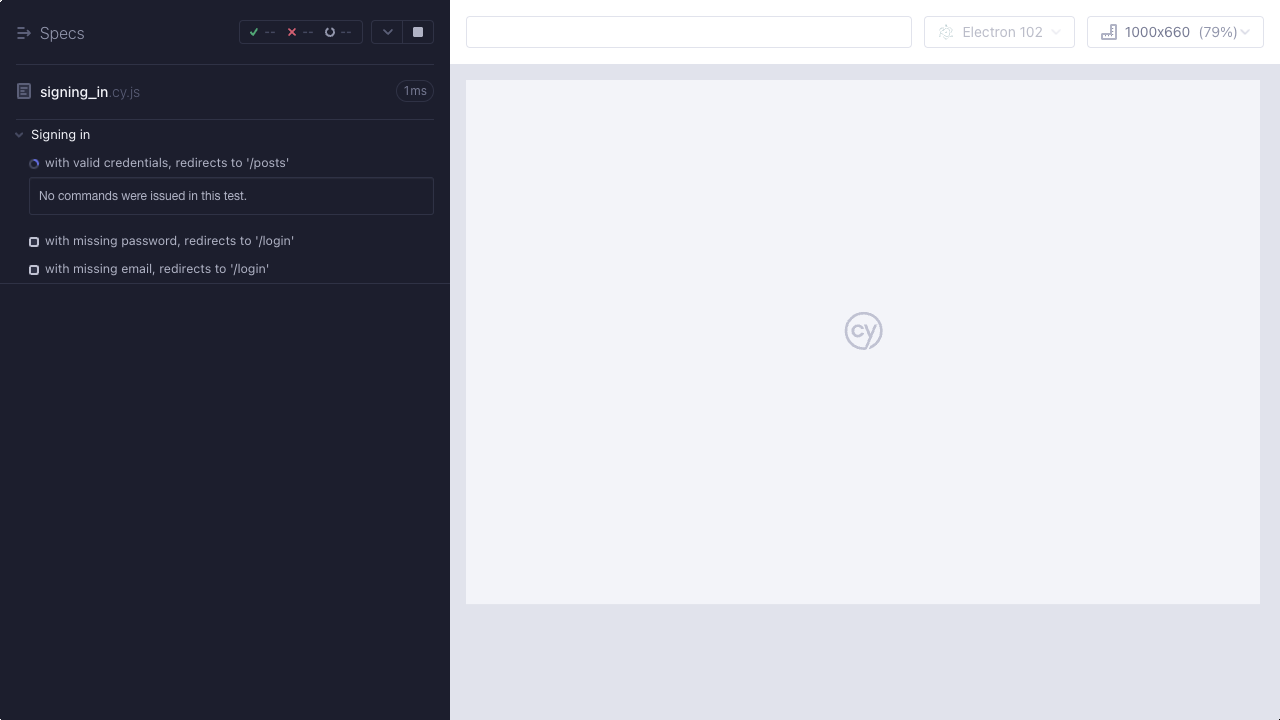 Specs -- -- --
signing_in.cy.js 1ms
Signing in
with valid credentials, redirects to '/posts'
No commands were issued in this test.
with missing password, redirects to '/login'
with missing email, redirects to '/login'
Electron 102 1000x660 (79%)
cy